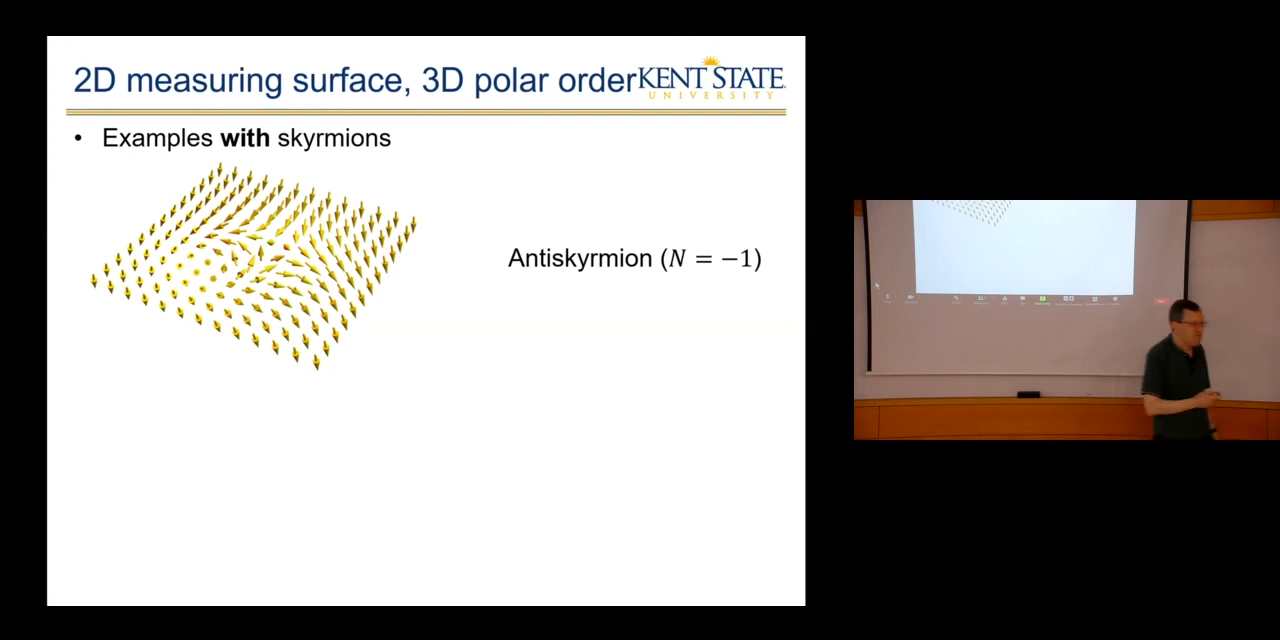 2D measuring surface, 3D polar order
KENT STATE
UNIVERSITY
• Examples with skyrmions
Antiskyrmion (N = −1)